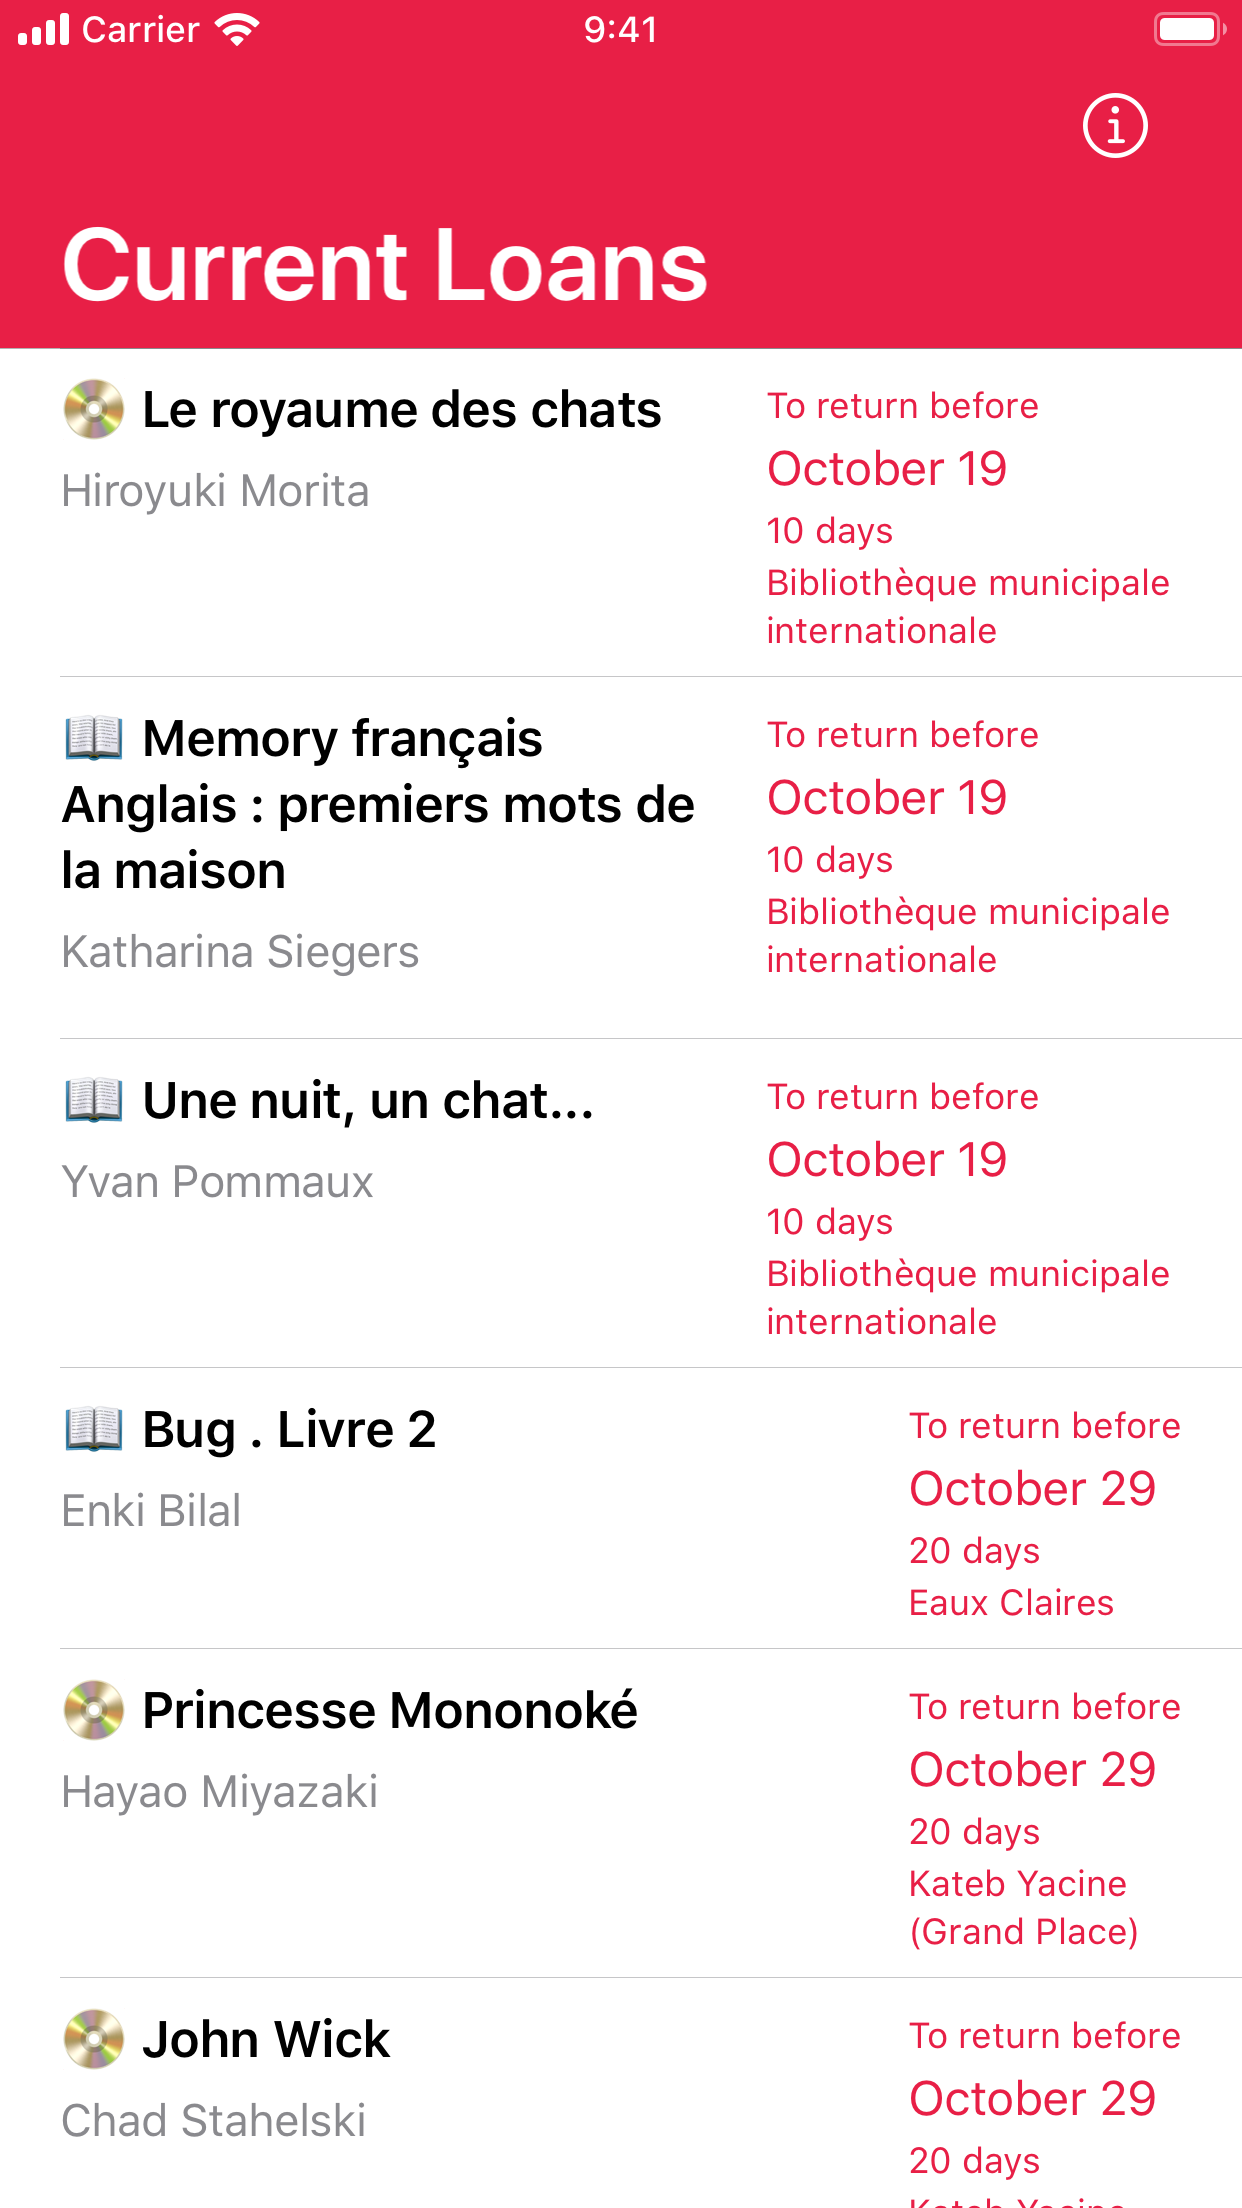 Carrier
9:41
Current Loans
Le royaume des chats
Hiroyuki Morita
To return before
October 19
10 days
Bibliothèque municipale
internationale
Memory français
Anglais : premiers mots de
la maison
Katharina Siegers
To return before
October 19
10 days
Bibliothèque municipale
internationale
Une nuit, un chat...
Yvan Pommaux
To return before
October 19
10 days
Bibliothèque municipale
internationale
Bug . Livre 2
Enki Bilal
To return before
October 29
20 days
Eaux Claires
Princesse Mononoké
Hayao Miyazaki
To return before
October 29
20 days
Kateb Yacine
(Grand Place)
John Wick
Chad Stahelski
To return before
October 29
20 days
Kateb Yacine